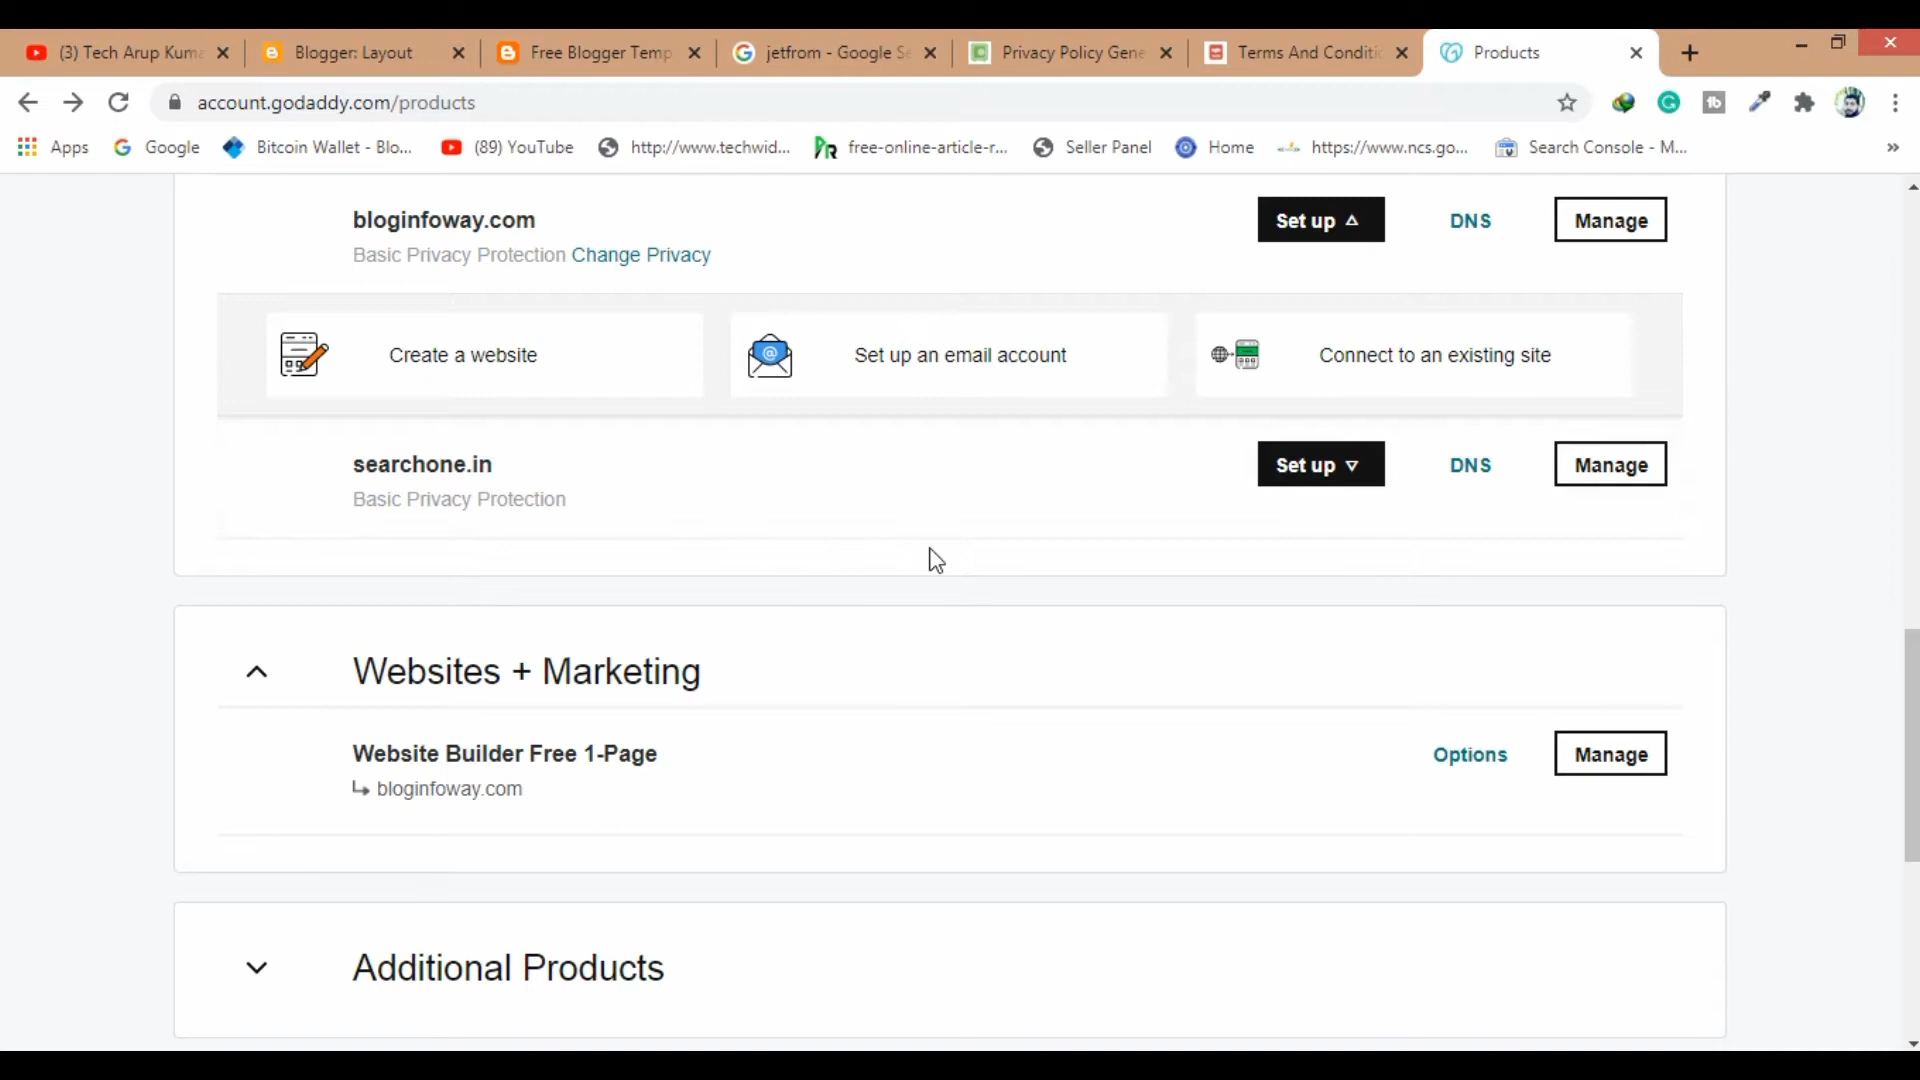 (3) Tech Arup Kuma
Blogger: Layout
Free Blogger Temp
jetfrom - Google Se
Privacy Policy Gene
Terms And Conditi
Products
account.godaddy.com/products
Apps
Google
Bitcoin Wallet - Blo...
(89) YouTube
http://www.techwid...
free-online-article-r...
Seller Panel
Home
https://www.ncs.go...
Search Console - M...
bloginfoway.com
Set up
DNS
Manage
Basic Privacy Protection Change Privacy
Create a website
Set up an email account
Connect to an existing site
searchone.in
Set up
DNS
Manage
Basic Privacy Protection
Websites + Marketing
Website Builder Free 1-Page
Options
Manage
bloginfoway.com
Additional Products